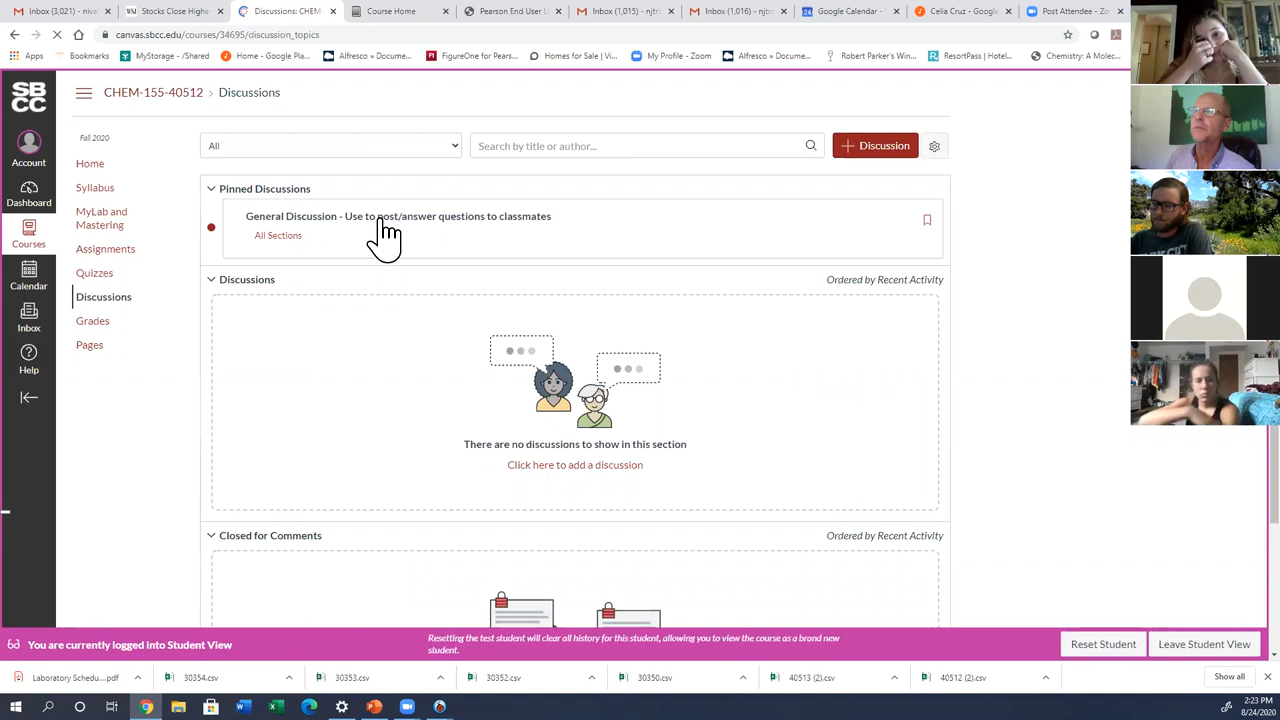 Inbox (3,021) - niva
Stocks Close Higher
Discussions: CHEM
Course Home
Pearson End User L
Inbox (1,015) - njtro
Inbox (1,016) - njtro
Google Calendar -
Celia Cruz - Google
Post Attendee - Zo
canvas.sbcc.edu/courses/34695/discussion_topics
Apps
Bookmarks
MyStorage - /Shared
Home - Google Pla...
Alfresco » Docume...
FigureOne for Pears...
Homes for Sale | Vi...
My Profile - Zoom
Alfresco » Docume...
Robert Parker's Win...
ResortPass | Hotel...
Chemistry: A Molec...
SB
CC
Account
Dashboard
Courses
Calendar
Inbox
Help
CHEM-155-40512 › Discussions
Fall 2020
Home
Syllabus
MyLab and
Mastering
Assignments
Quizzes
Discussions
Grades
Pages
All
Search by title or author...
Discussion
Pinned Discussions
General Discussion - Use to post/answer questions to classmates
All Sections
Discussions
Ordered by Recent Activity
There are no discussions to show in this section
Click here to add a discussion
Closed for Comments
Ordered by Recent Activity
You are currently logged into Student View
Resetting the test student will clear all history for this student, allowing you to view the course as a brand new
student.
Reset Student
Leave Student View
Laboratory Schedu....pdf
30354.csv
30353.csv
30352.csv
30350.csv
40513 (2).csv
40512 (2).csv
Show all
2:23 PM
8/24/2020